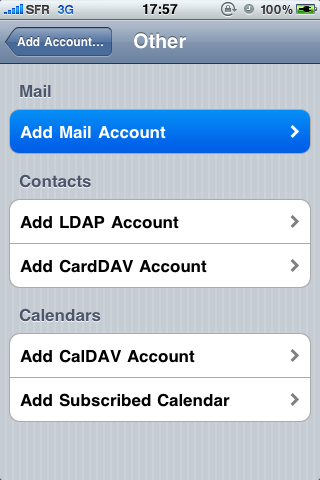 SFR 3G 17:57 100%
Add Account... Other
Mail
Add Mail Account
Contacts
Add LDAP Account
Add CardDAV Account
Calendars
Add CalDAV Account
Add Subscribed Calendar